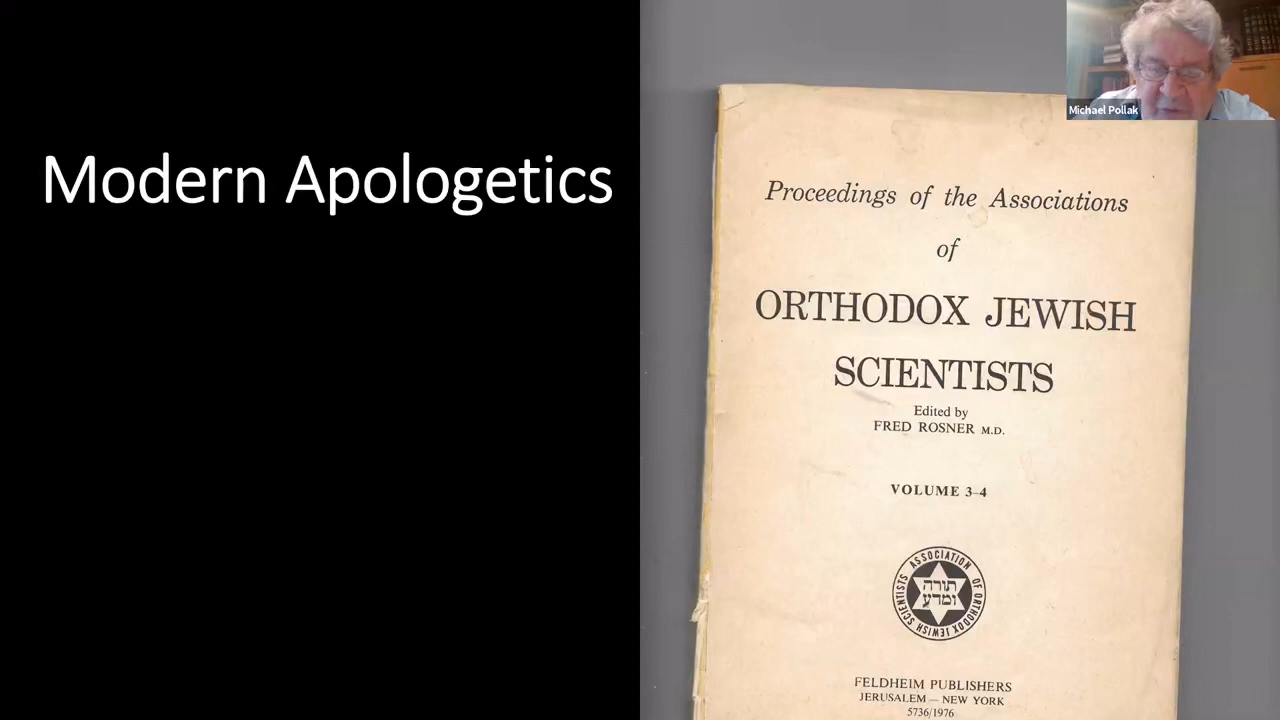 Modern Apologetics
Michael Pollak
Proceedings of the Associations
of
ORTHODOX JEWISH
SCIENTISTS
Edited by
FRED ROSNER M.D.
VOLUME 3-4
ASSOCIATION OF ORTHODOX JEWISH SCIENTISTS
תורה
ומדע
FELDHEIM PUBLISHERS
JERUSALEM — NEW YORK
5736/1976